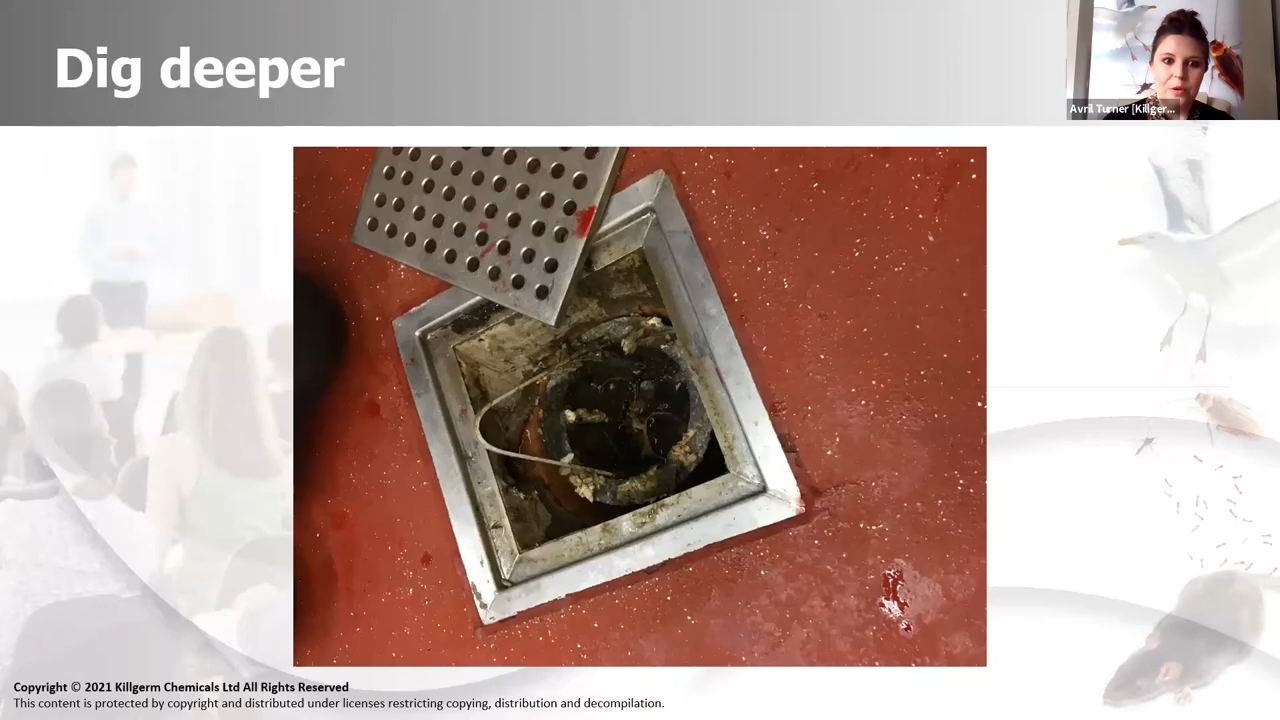 Dig deeper
Avril Turner [Killger...
Copyright © 2021 Killgerm Chemicals Ltd All Rights Reserved
This content is protected by copyright and distributed under licenses restricting copying, distribution and decompilation.